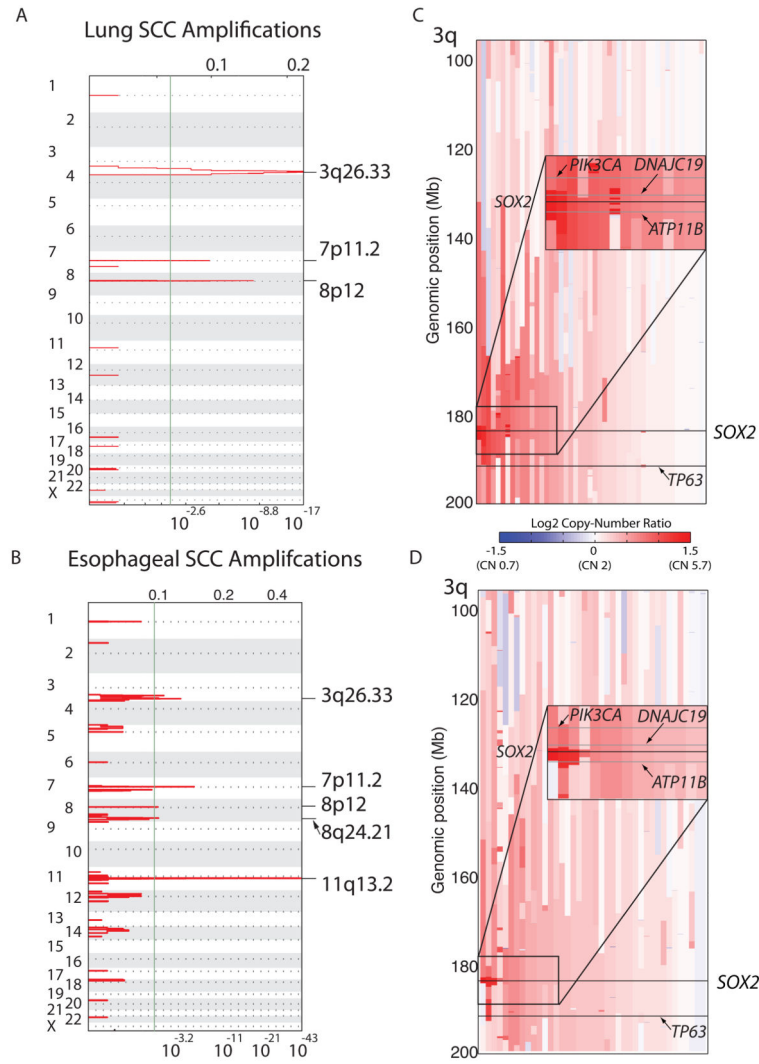 A
Lung SCC Amplifications
0.1 0.2
1
2
3
4
5
6
7
8
9
10
11
12
13
14
15
16
17
18
19
20
21
22
X
3q26.33
7p11.2
8p12
10^-2.6 10^-8.8 10^-17
B
Esophageal SCC Amplifcations
0.1 0.2 0.4
1
2
3
4
5
6
7
8
9
10
11
12
13
14
15
16
17
18
19
20
21
22
X
3q26.33
7p11.2
8p12
8q24.21
11q13.2
10^-3.2 10^-11 10^-21 10^-43
C
3q
100
120
140
160
180
200
Genomic position (Mb)
PIK3CA
DNAJC19
SOX2
ATP11B
SOX2
TP63
Log2 Copy-Number Ratio
-1.5 0 1.5
(CN 0.7) (CN 2) (CN 5.7)
D
3q
100
120
140
160
180
200
Genomic position (Mb)
PIK3CA
DNAJC19
SOX2
ATP11B
SOX2
TP63